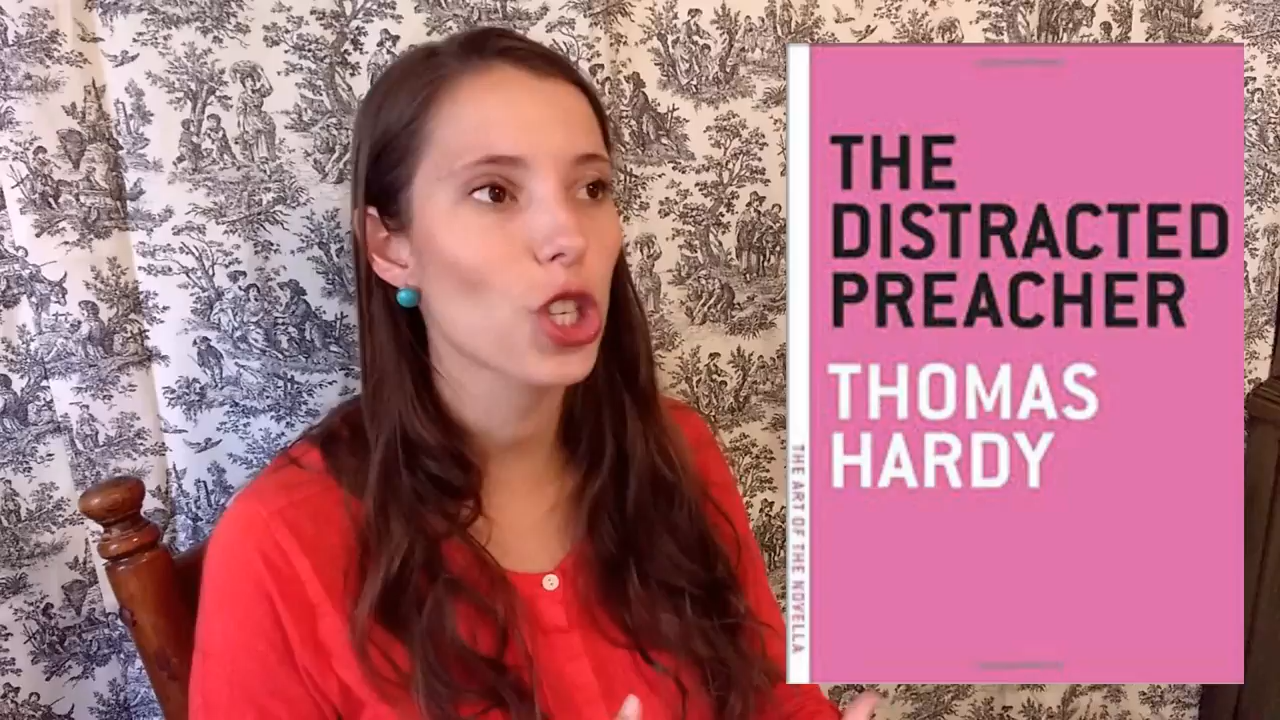 THE
DISTRACTED
PREACHER
THOMAS
HARDY
THE ART OF THE NOVELLA